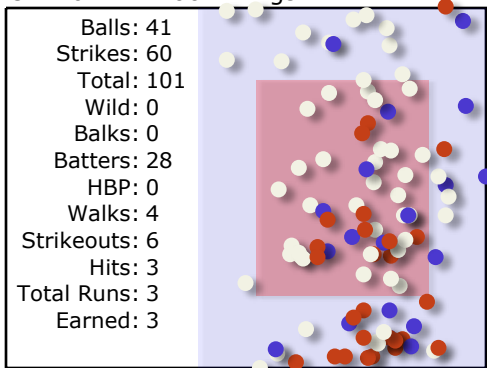 Balls: 41
Strikes: 60
Total: 101
Wild: 0
Balks: 0
Batters: 28
HBP: 0
Walks: 4
Strikeouts: 6
Hits: 3
Total Runs: 3
Earned: 3